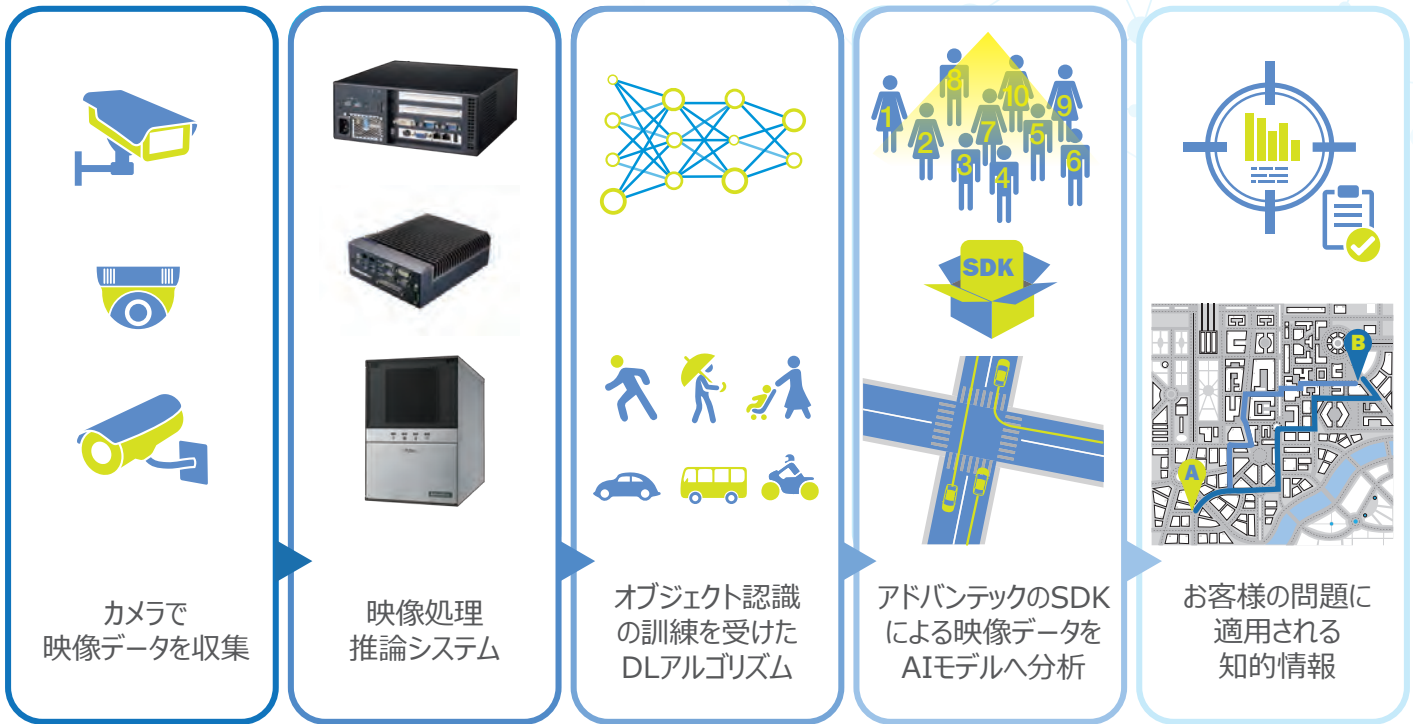 1
2
3
4
5
6
7
8
9
10
SDK
A
B
カメラで
映像データを収集
映像処理
推論システム
オブジェクト認識
の訓練を受けた
DLアルゴリズム
アドバンテックのSDK
による映像データを
AIモデルへ分析
お客様の問題に
適用される
知的情報